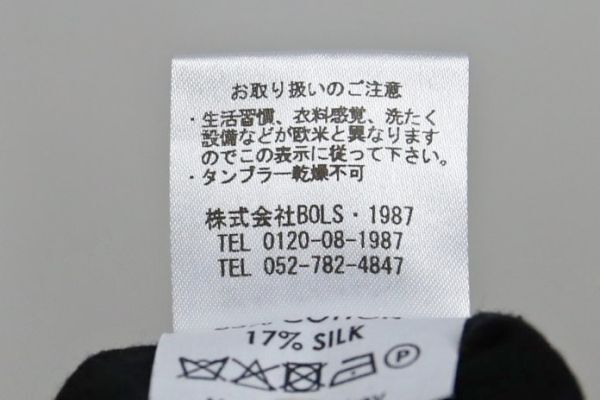 お取り扱いのご注意
・生活習慣、衣料感覚、洗たく
設備などが欧米と異なります
のでこの表示に従って下さい。
・タンブラー乾燥不可
株式会社BOLS・1987
TEL 0120-08-1987
TEL 052-782-4847
17% SILK
P